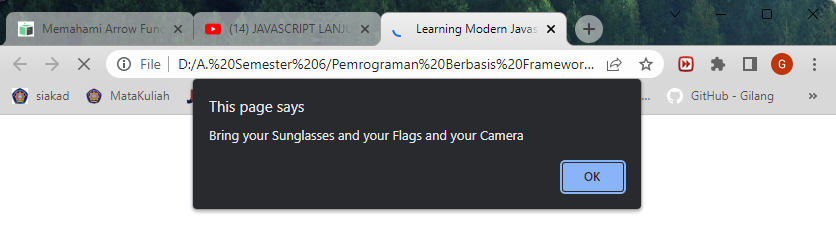 Memahami Arrow Func
(14) JAVASCRIPT LANJU
Learning Modern Javas
File
D:/A.%20Semester%206/Pemrograman%20Berbasis%20Framewor...
G
siakad
MataKuliah
J
...
GitHub - Gilang
»
This page says
Bring your Sunglasses and your Flags and your Camera
OK